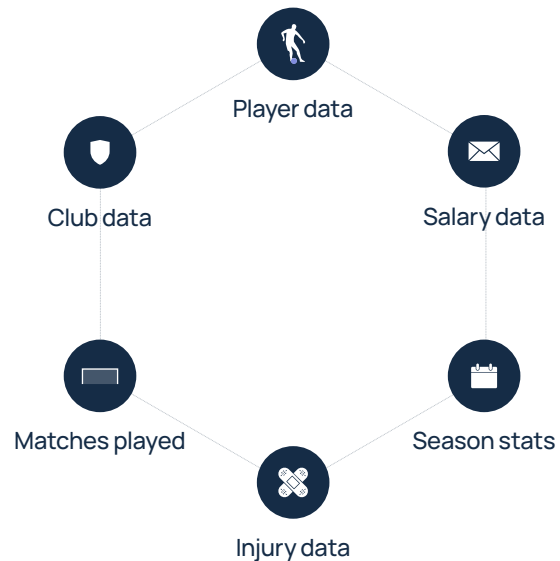 Player data
Club data
Salary data
Matches played
Season stats
Injury data